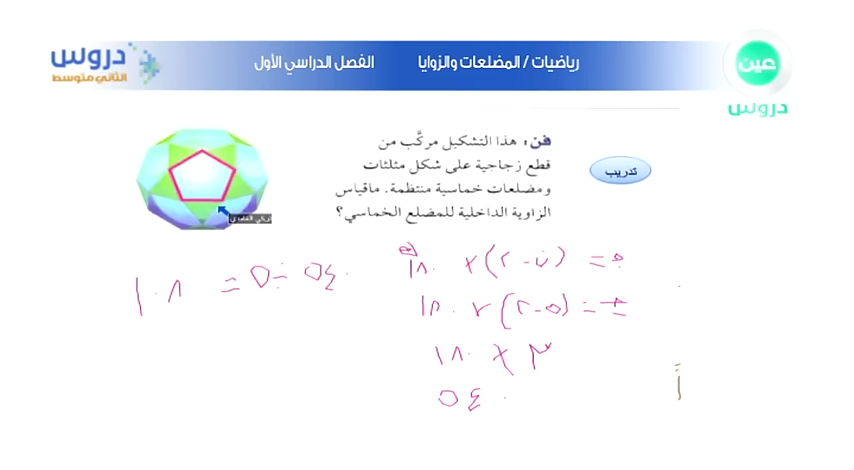 رياضيات / المضلعات والزوايا الفصل الدراسي الأول
دروس
الثاني متوسط
عين
دروس
تدريب
فن: هذا التشكيل مركَّب من
قطع زجاجية على شكل مثلثات
ومضلعات خماسية منتظمة. ماقياس
الزاوية الداخلية للمضلع الخماسي؟
= (ن - ٢) × ١٨٠
= (٥ - ٢) × ١٨٠
٣ × ١٨٠
٥٤٠
٥٤٠ ÷ ٥ = ١٠٨